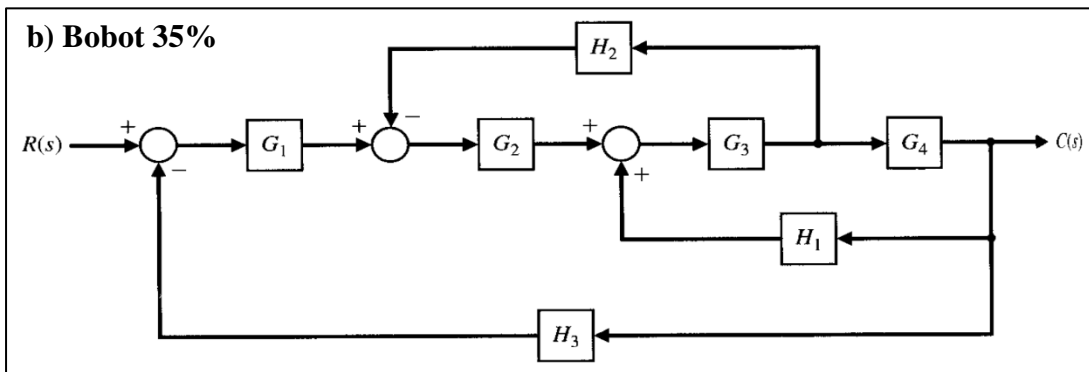 b) Bobot 35%
H₂
R(s) + − G₁ + − G₂ + + G₃ G₄ C(s)
H₁
H₃